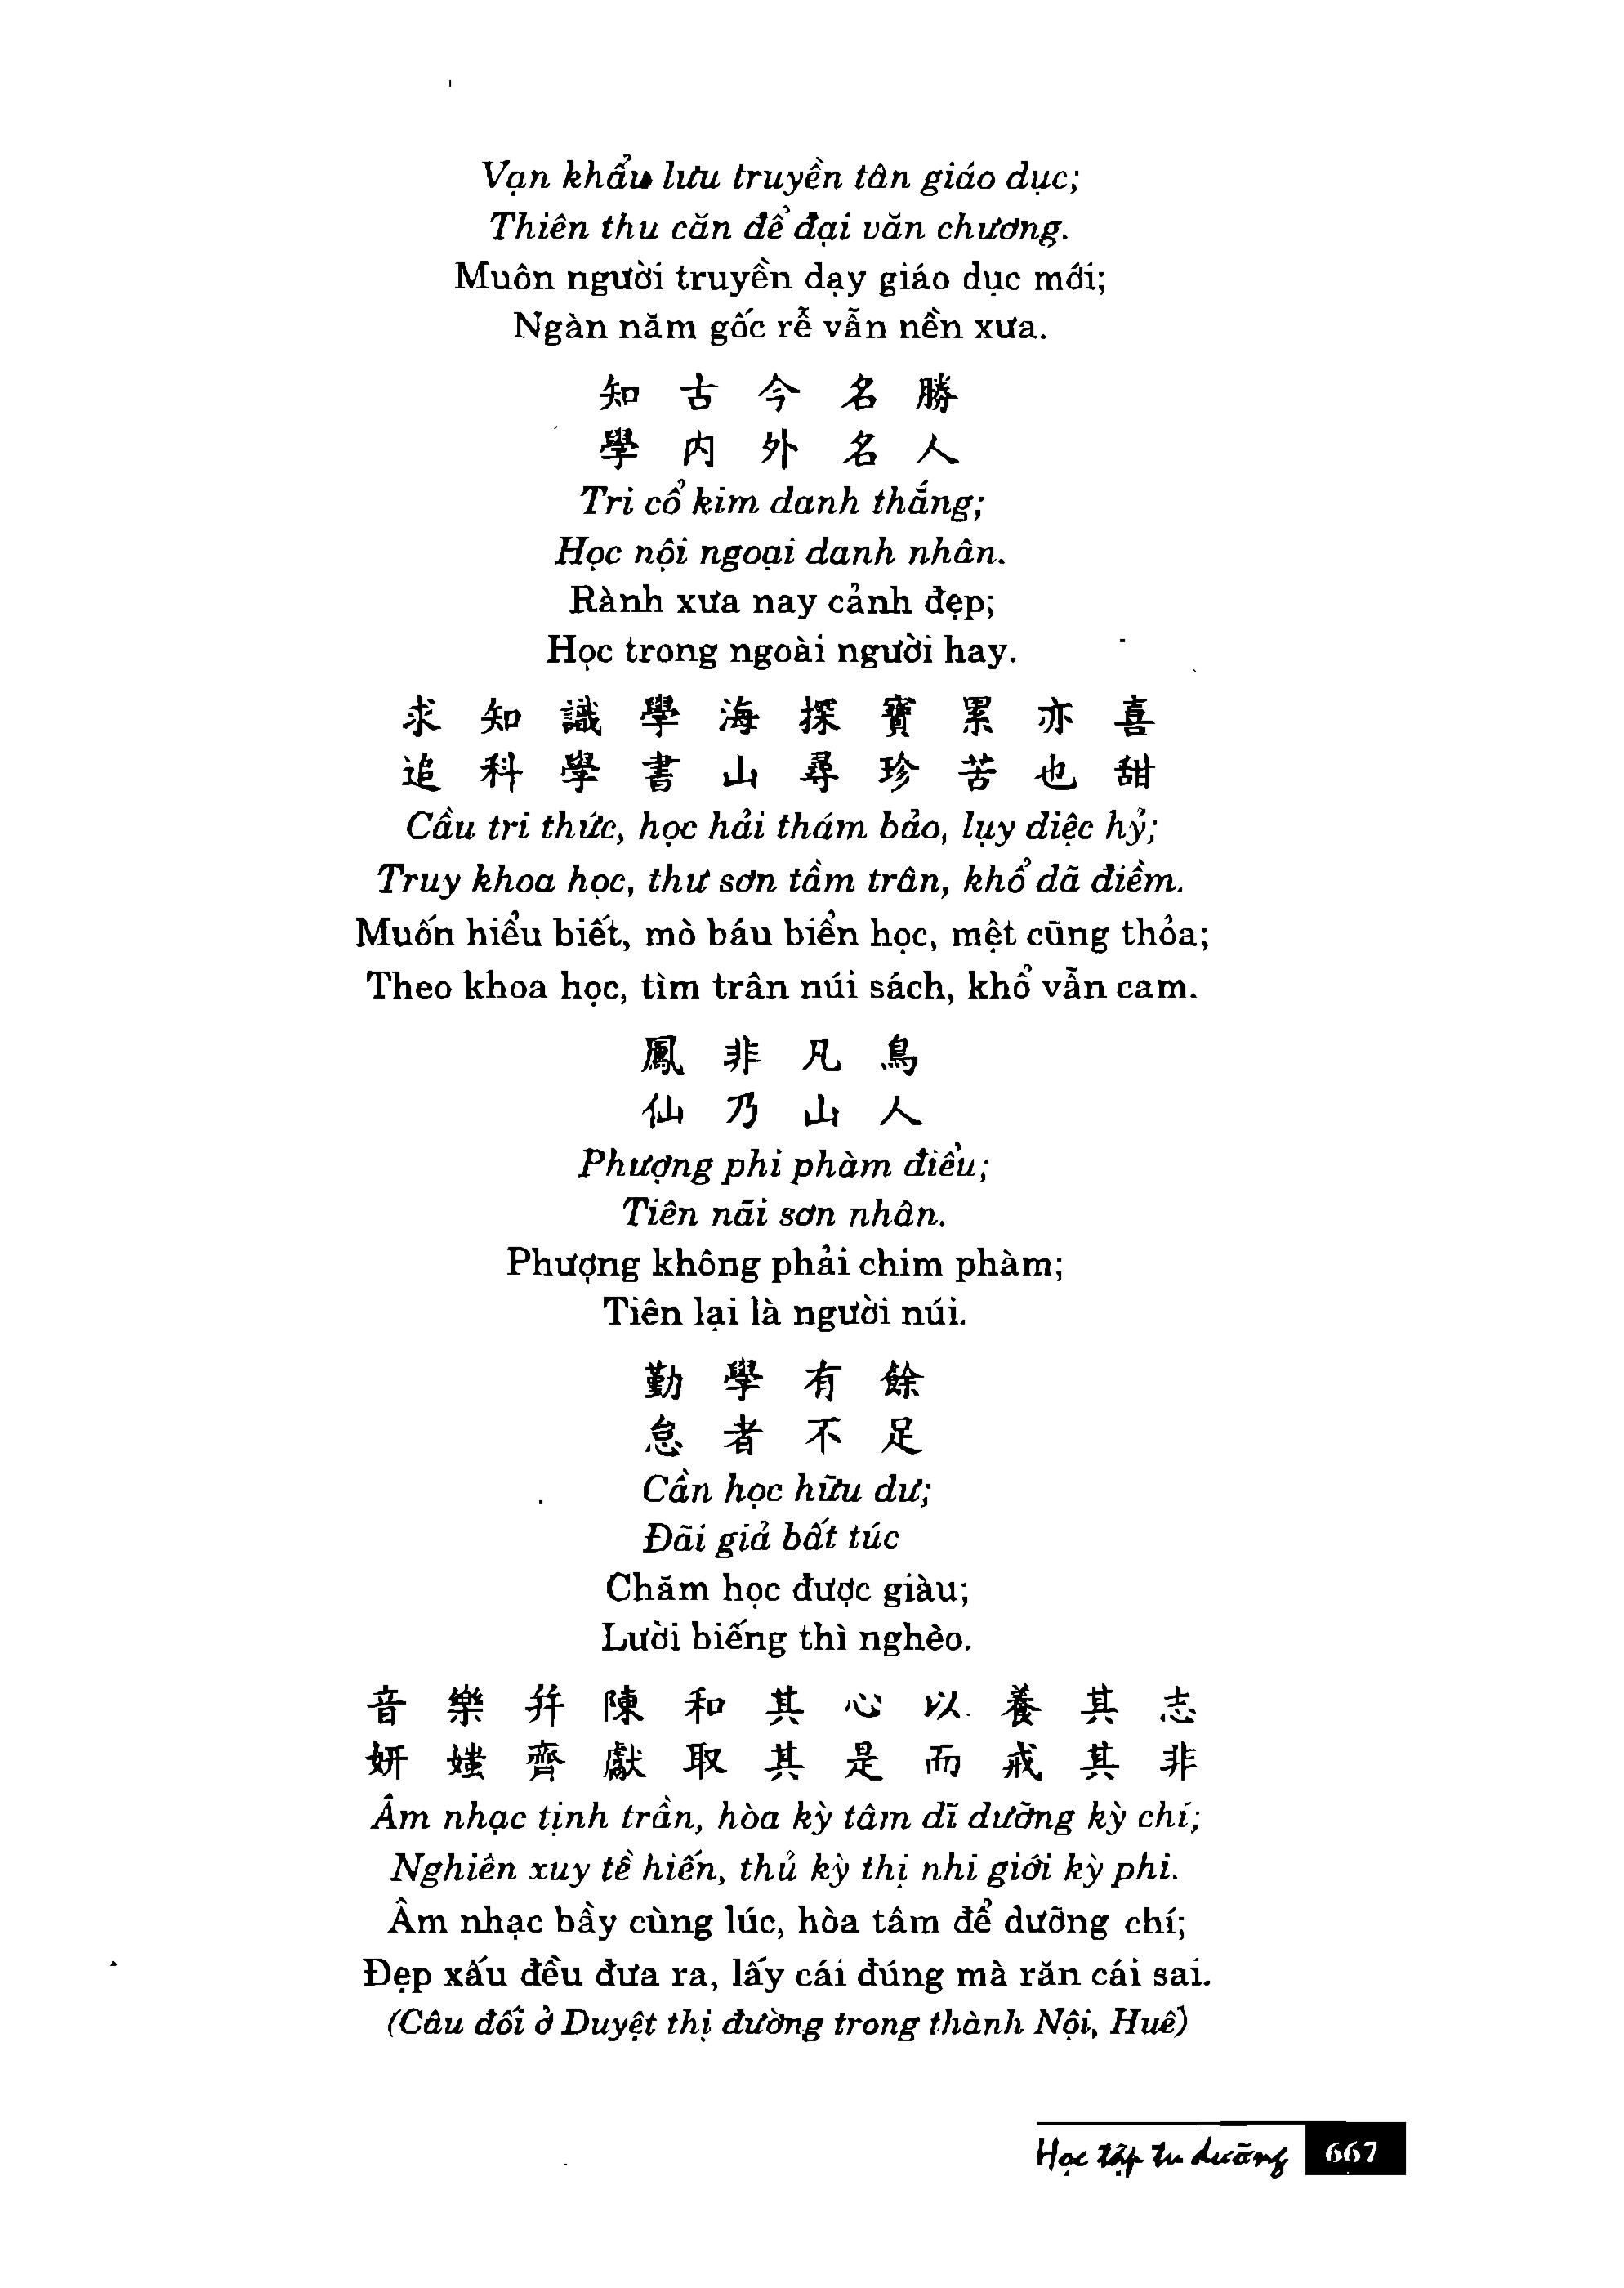 Vạn khẩu lưu truyền tân giáo dục;
Thiên thu căn để đại văn chương.
Muôn người truyền dạy giáo dục mới;
Ngàn năm gốc rễ vẫn nền xưa.
知 古 今 名 勝
學 内 外 名 人
Tri cổ kim danh thắng;
Học nội ngoại danh nhân.
Rành xưa nay cảnh đẹp;
Học trong ngoài người hay.
求 知 識 學 海 探 寶 累 亦 喜
追 科 學 書 山 尋 珍 苦 也 甜
Cầu tri thức, học hải thám bảo, lụy diệc hỷ;
Truy khoa học, thư sơn tầm trân, khổ dã điềm.
Muốn hiểu biết, mò báu biển học, mệt cũng thỏa;
Theo khoa học, tìm trân núi sách, khổ vẫn cam.
鳳 非 凡 鳥
仙 乃 山 人
Phượng phi phàm điểu;
Tiên nãi sơn nhân.
Phượng không phải chim phàm;
Tiên lại là người núi.
勤 學 有 餘
怠 者 不 足
Cần học hữu dư;
Đãi giả bất túc
Chăm học được giàu;
Lười biếng thì nghèo.
音 樂 幷 陳 和 其 心 以 養 其 志
妍 媸 齊 獻 取 其 是 而 戒 其 非
Âm nhạc tịnh trần, hòa kỳ tâm dĩ dưỡng kỳ chí;
Nghiên xuy tề hiến, thủ kỳ thị nhi giới kỳ phi.
Âm nhạc bầy cùng lúc, hòa tâm để dưỡng chí;
Đẹp xấu đều đưa ra, lấy cái đúng mà răn cái sai.
(Câu đối ở Duyệt thị đường trong thành Nội, Huế)
Học tập tu dưỡng 667